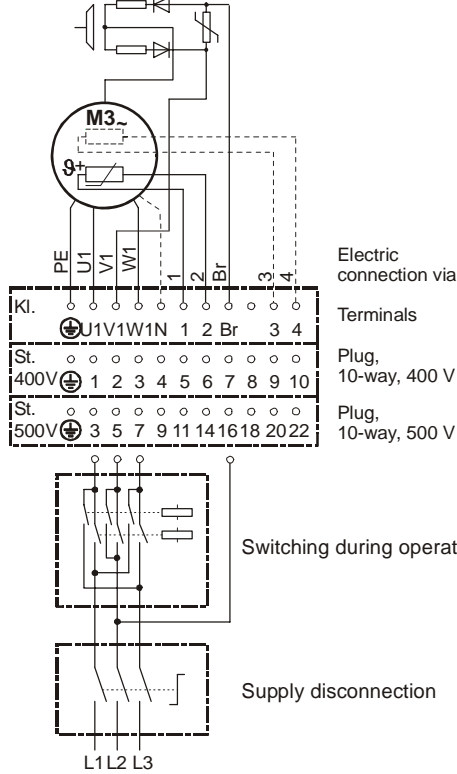 M3~
ϑ+
PE U1 V1 W1 1 2 Br 3 4
Electric
connection via
Kl.
U1V1W1N 1 2 Br 3 4
Terminals
St.
400V 1 2 3 4 5 6 7 8 9 10
Plug,
10-way, 400 V
St.
500V 3 5 7 9 11 14 16 18 20 22
Plug,
10-way, 500 V
Switching during operat
Supply disconnection
L1 L2 L3